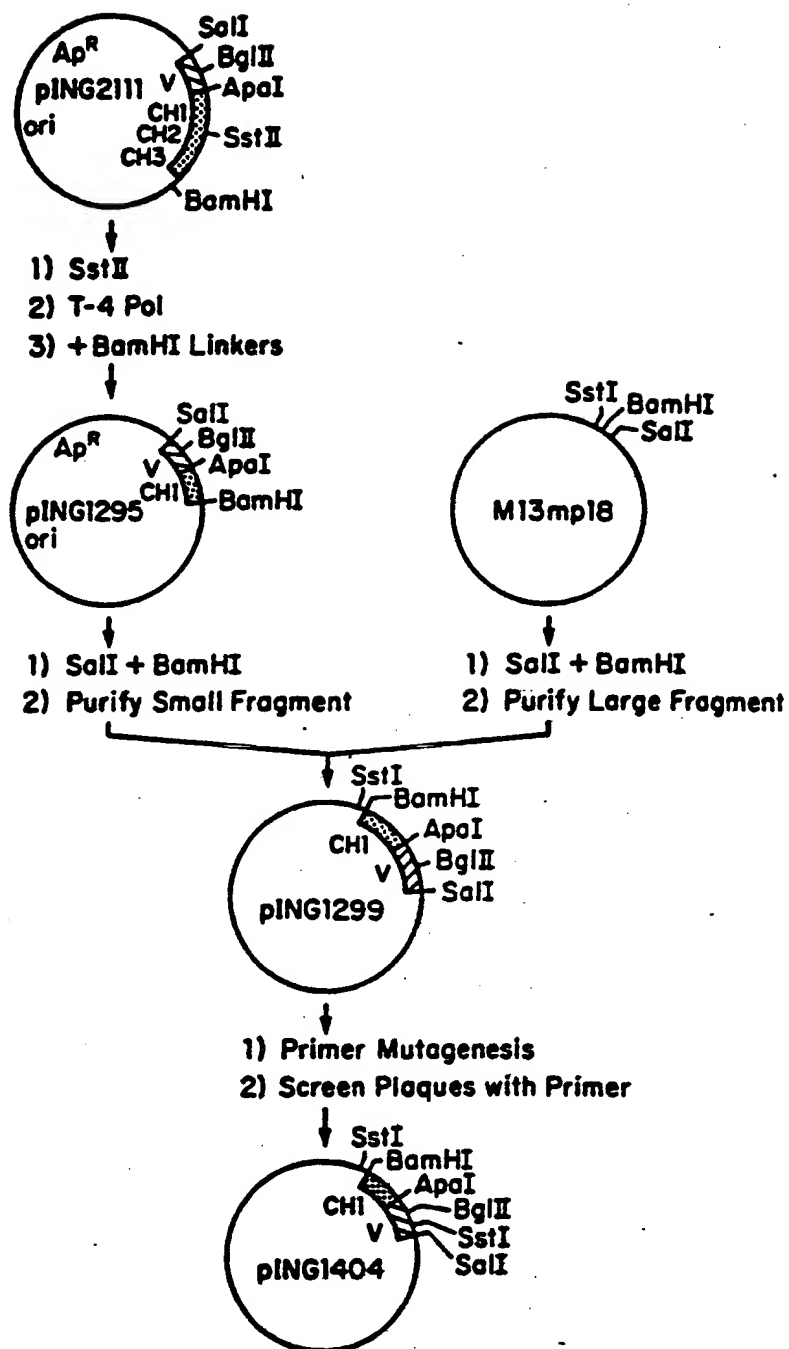 Ap^R
SalI
BglII
pING2111
V
ApaI
ori
CH1
CH2
SstII
CH3
BamHI
1) SstII
2) T-4 Pol
3) +BamHI Linkers
Ap^R
SalI
BglII
V
ApaI
CH1
BamHI
pING1295
ori
SstI
BamHI
SalI
M13mp18
1) SalI + BamHI
2) Purify Small Fragment
1) SalI + BamHI
2) Purify Large Fragment
SstI
BamHI
ApaI
CH1
BglII
V
SalI
pING1299
1) Primer Mutagenesis
2) Screen Plaques with Primer
SstI
BamHI
ApaI
CH1
BglII
V
SstI
SalI
pING1404